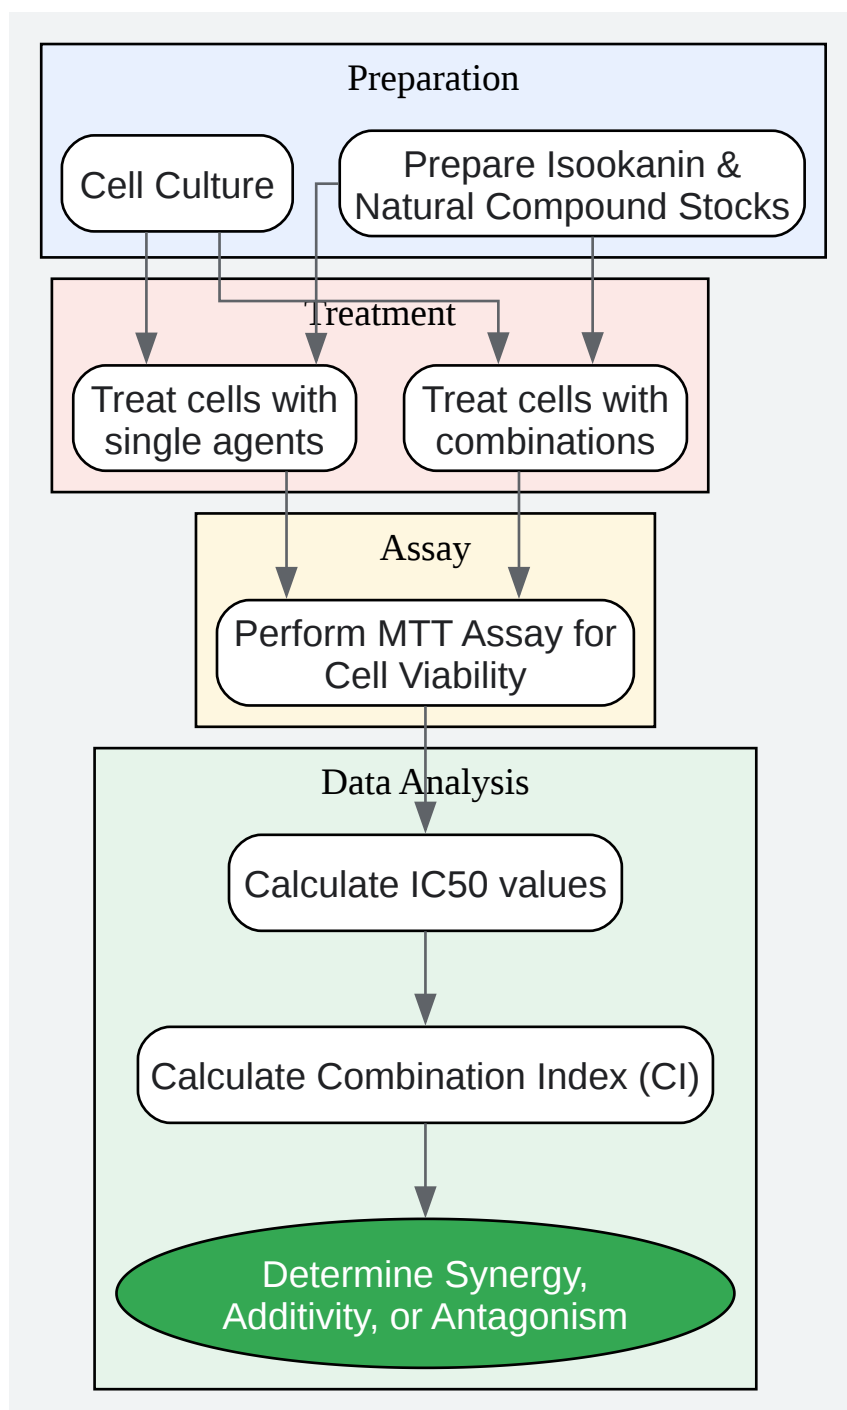 Preparation
Cell Culture
Prepare Isookanin &
Natural Compound Stocks
Treatment
Treat cells with
single agents
Treat cells with
combinations
Assay
Perform MTT Assay for
Cell Viability
Data Analysis
Calculate IC50 values
Calculate Combination Index (CI)
Determine Synergy,
Additivity, or Antagonism